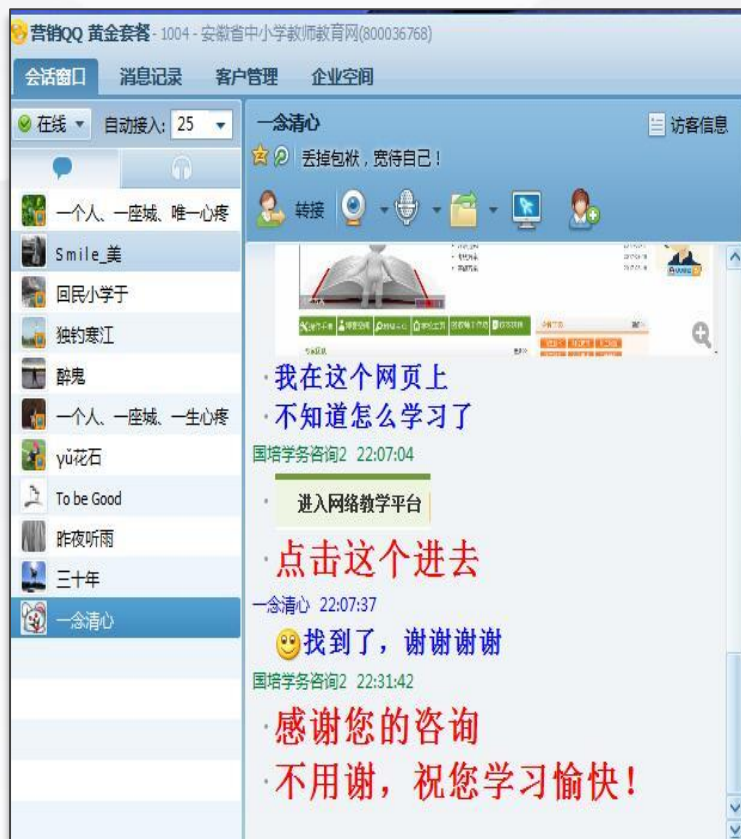 营销QQ 黄金套餐 - 1004 - 安徽省中小学教师教育网(800036768)
会话窗口 消息记录 客户管理 企业空间
在线 自动接入: 25
一个人、一座城、唯一心疼
Smile_美
回民小学于
独钓寒江
醉鬼
一个人、一座城、一生心疼
yǔ花石
To be Good
昨夜听雨
三十年
一念清心
一念清心
访客信息
丢掉包袱，宽待自己！
转接
我在这个网页上
不知道怎么学习了
国培学务咨询2 22:07:04
进入网络教学平台
点击这个进去
一念清心 22:07:37
找到了，谢谢谢谢
国培学务咨询2 22:31:42
感谢您的咨询
不用谢，祝您学习愉快！